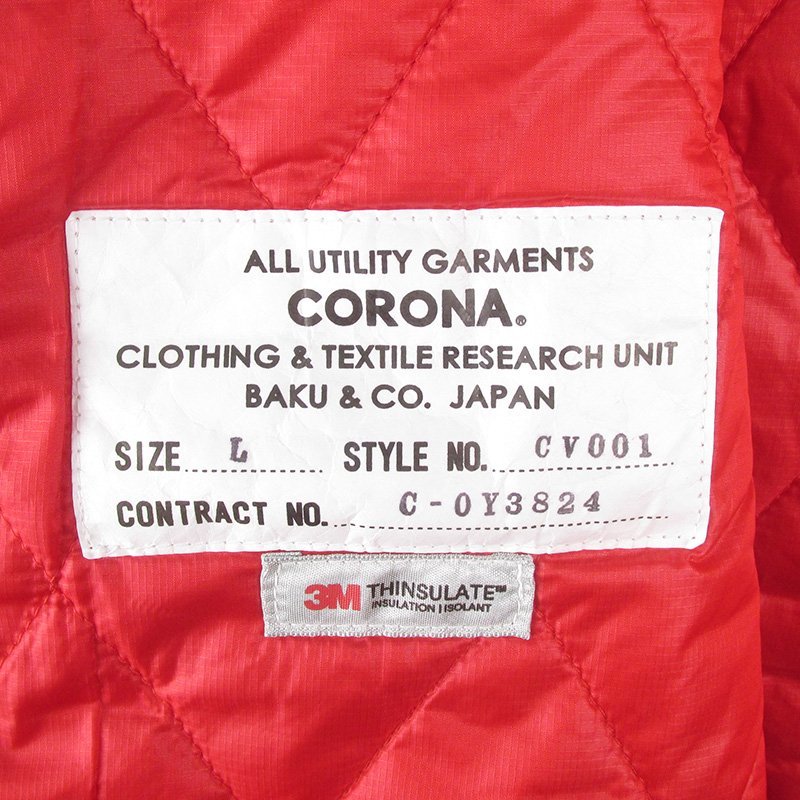 ALL UTILITY GARMENTS
CORONA®
CLOTHING & TEXTILE RESEARCH UNIT
BAKU & CO. JAPAN
SIZE L STYLE NO. CV001
CONTRACT NO. C-0Y3824
3M THINSULATE™
INSULATION | ISOLANT